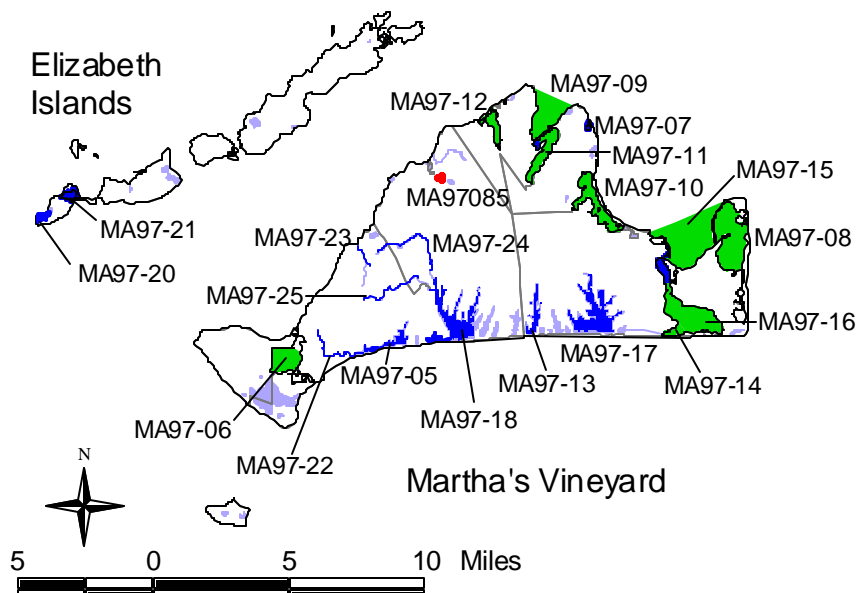 Elizabeth
Islands
MA97-09
MA97-12
MA97-07
MA97-11
MA97-15
MA97-10
MA97085
MA97-21
MA97-23
MA97-24
MA97-08
MA97-20
MA97-25
MA97-16
MA97-17
MA97-05
MA97-13
MA97-14
MA97-06
MA97-18
MA97-22
N
Martha's Vineyard
5 0 5 10 Miles